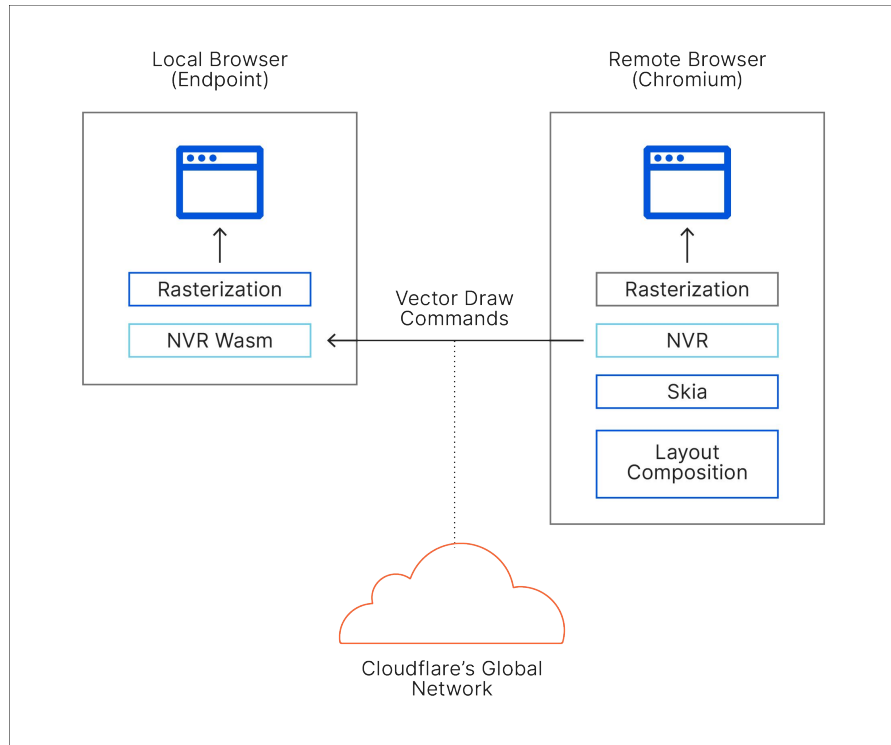 Local Browser
(Endpoint)
Remote Browser
(Chromium)
Rasterization
NVR Wasm
Vector Draw
Commands
Rasterization
NVR
Skia
Layout
Composition
Cloudflare's Global
Network